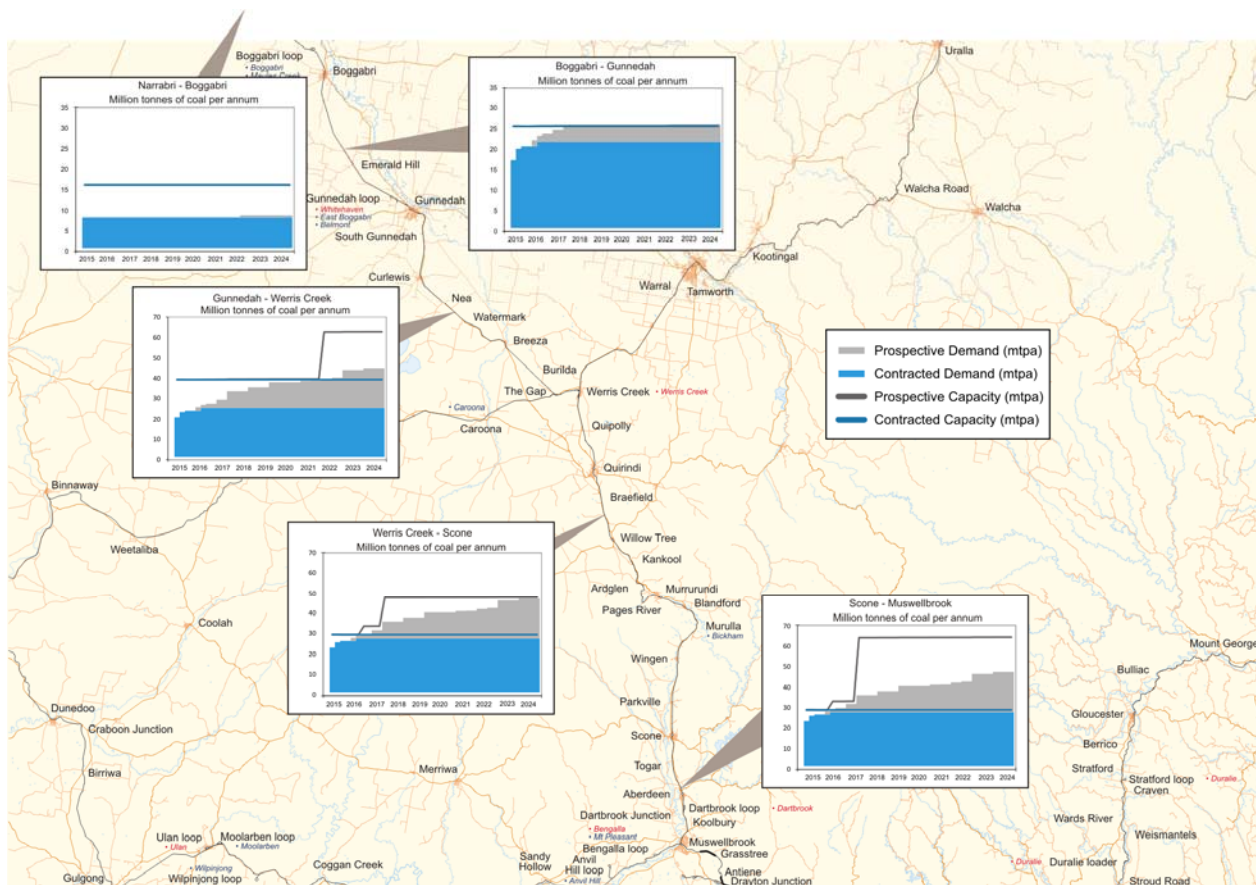 Boggabri loop
• Boggabri
• Maules Creek
Boggabri
Uralla
Narrabri - Boggabri
Million tonnes of coal per annum
35
30
25
20
15
10
5
0
2015 2016 2017 2018 2019 2020 2021 2022 2023 2024
Boggabri - Gunnedah
Million tonnes of coal per annum
35
30
25
20
15
10
5
0
2015 2016 2017 2018 2019 2020 2021 2022 2023 2024
Emerald Hill
Gunnedah loop
• Whitehaven
• East Boggabri
• Belmont
Gunnedah
South Gunnedah
Walcha Road
Walcha
Kootingal
Curlewis
Warral
Tamworth
Nea
Watermark
Breeza
Gunnedah - Werris Creek
Million tonnes of coal per annum
70
60
50
40
30
20
10
0
2015 2016 2017 2018 2019 2020 2021 2022 2023 2024
Prospective Demand (mtpa)
Contracted Demand (mtpa)
Prospective Capacity (mtpa)
Contracted Capacity (mtpa)
Burilda
The Gap
Werris Creek
• Werris Creek
• Caroona
Caroona
Quipolly
Quirindi
Binnaway
Braefield
Weetaliba
Werris Creek - Scone
Million tonnes of coal per annum
70
60
50
40
30
20
10
0
2015 2016 2017 2018 2019 2020 2021 2022 2023 2024
Willow Tree
Kankool
Ardglen
Murrurundi
Pages River
Blandford
Murulla
• Bickham
Coolah
Wingen
Scone - Muswellbrook
Million tonnes of coal per annum
70
60
50
40
30
20
10
0
2015 2016 2017 2018 2019 2020 2021 2022 2023 2024
Mount George
Bulliac
Parkville
Dunedoo
Craboon Junction
Gloucester
Scone
Berrico
Birriwa
Merriwa
Togar
Stratford
Stratford loop
• Duralie
Craven
Aberdeen
Dartbrook Junction
Dartbrook loop
• Dartbrook
Koolbury
Wards River
• Bengalla
• Mt Pleasant
Ulan loop
• Ulan
Moolarben loop
• Moolarben
Bengalla loop
Muswellbrook
Weismantels
Grasstree
• Wilpinjong
Wilpinjong loop
Coggan Creek
Sandy
Hollow
Anvil
Hill loop
• Anvil Hill
Antiene
Drayton Junction
• Duralie
Duralie loader
Gulgong
Stroud Road